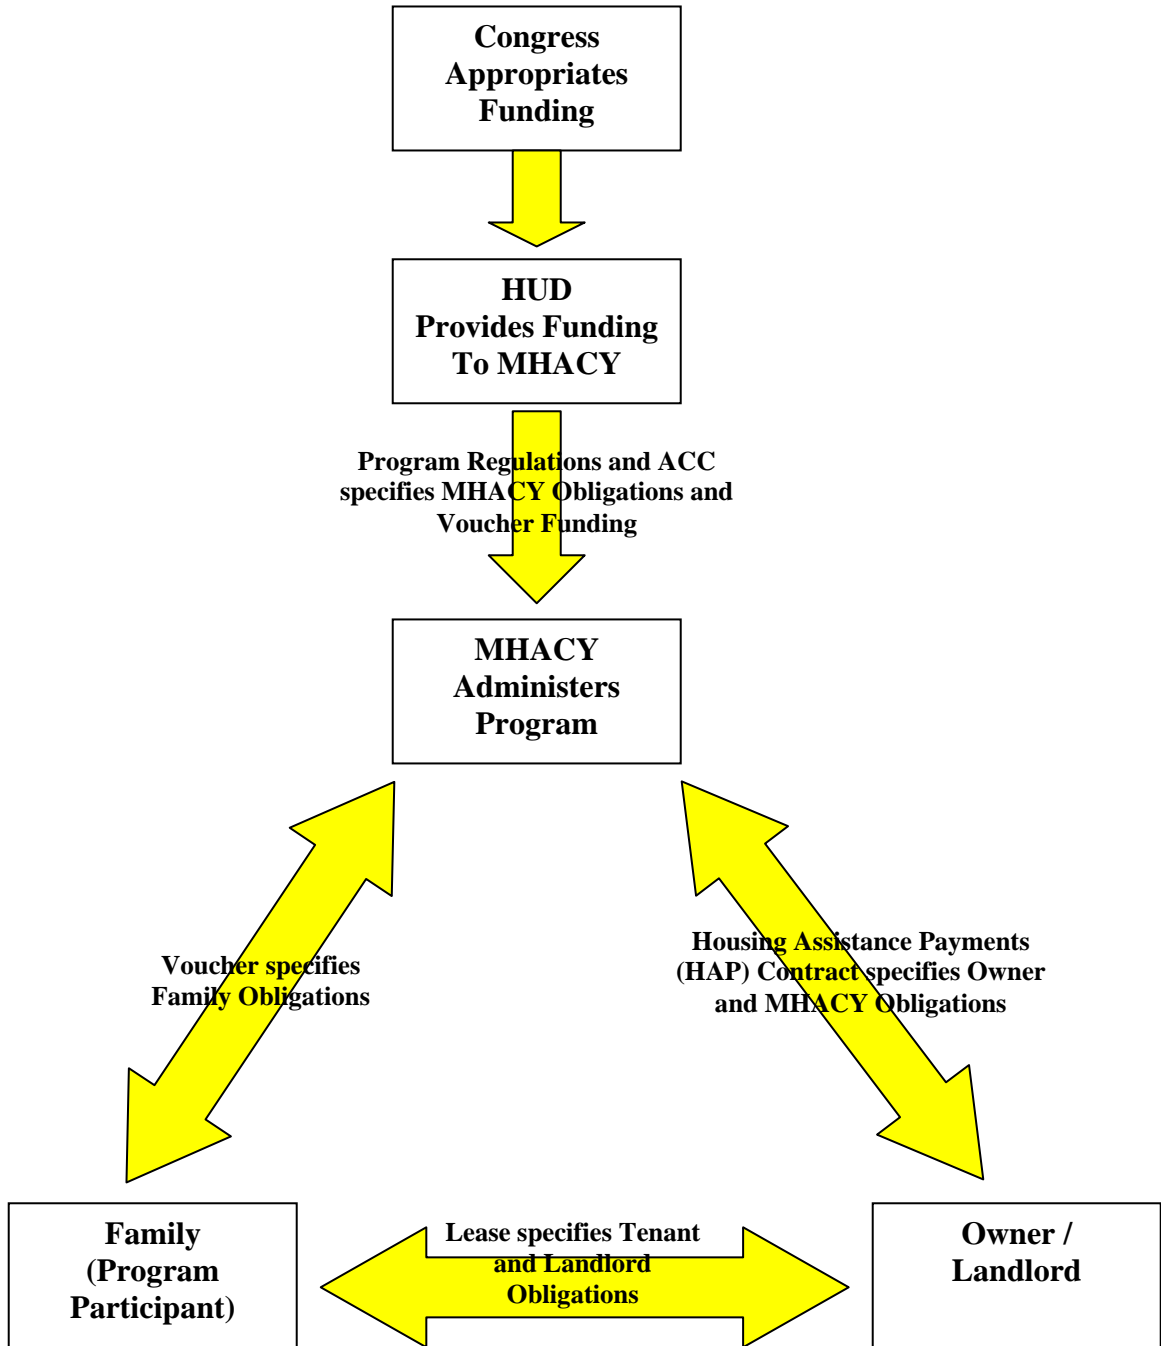 Congress
Appropriates
Funding
HUD
Provides Funding
To MHACY
Program Regulations and ACC
specifies MHACY Obligations and
Voucher Funding
MHACY
Administers
Program
Voucher specifies
Family Obligations
Housing Assistance Payments
(HAP) Contract specifies Owner
and MHACY Obligations
Family
(Program
Participant)
Lease specifies Tenant
and Landlord
Obligations
Owner /
Landlord